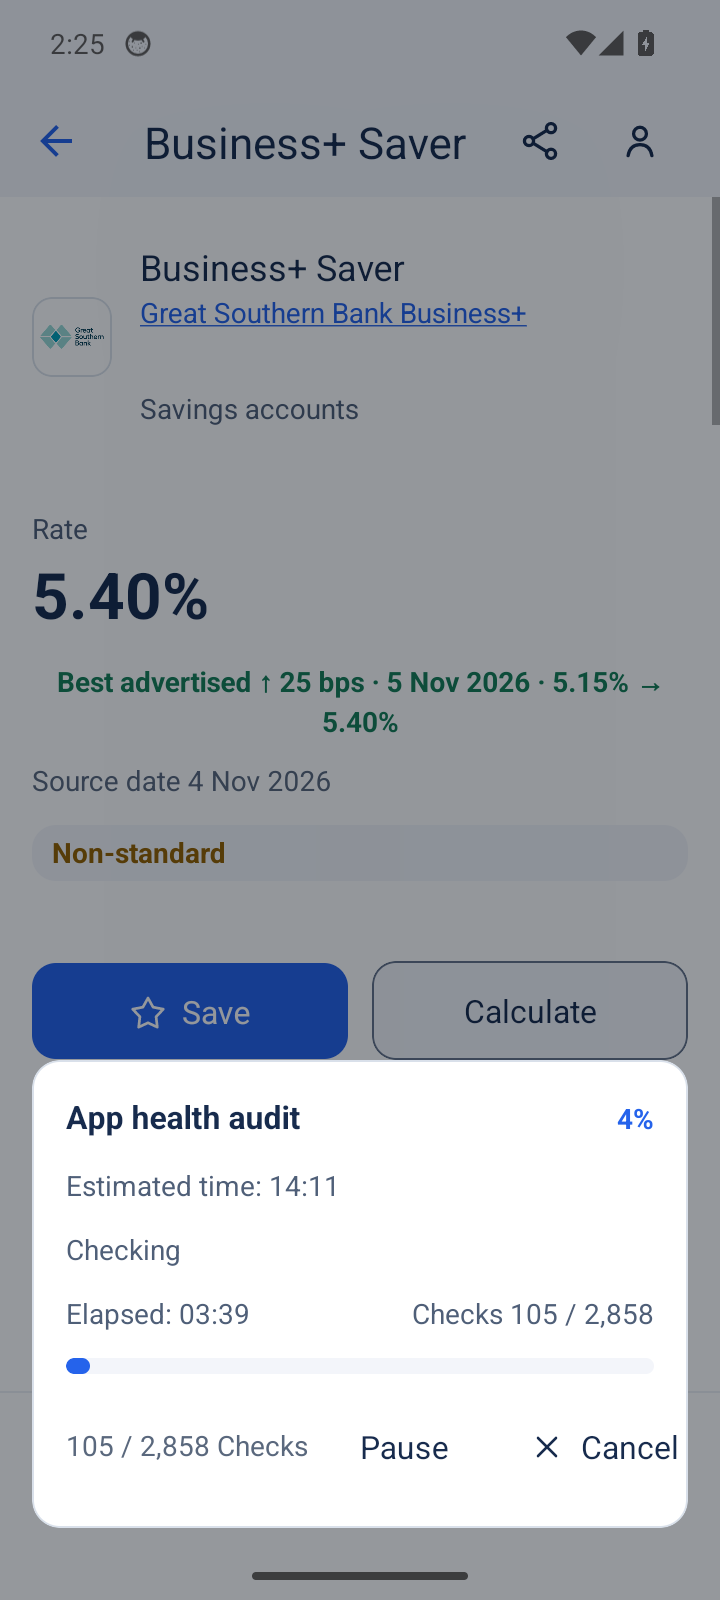 2:25
Business+ Saver
Business+ Saver
Great Southern Bank Business+
Great
Southern
Bank
Savings accounts
Rate
5.40%
Best advertised ↑ 25 bps · 5 Nov 2026 · 5.15% →
5.40%
Source date 4 Nov 2026
Non-standard
Save
Calculate
App health audit
4%
Estimated time: 14:11
Checking
Elapsed: 03:39
Checks 105 / 2,858
105 / 2,858 Checks
Pause
Cancel